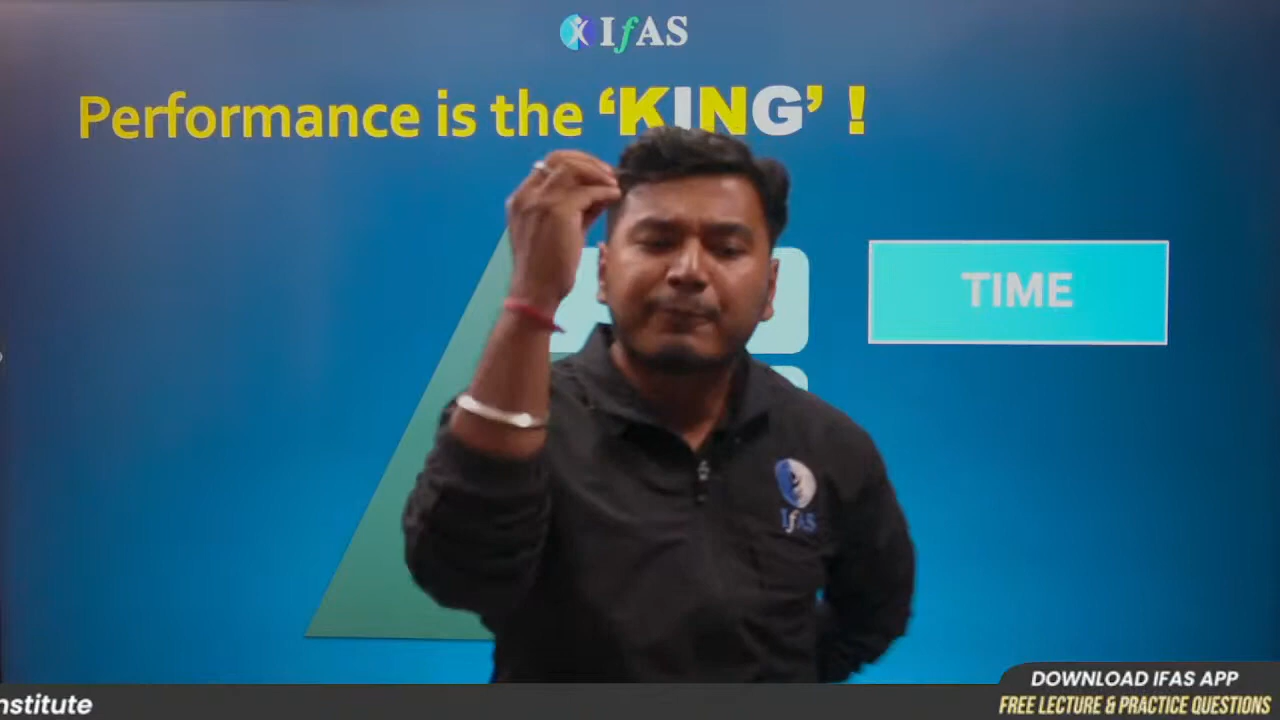 IfAS
Performance is the ‘KING’ !
TIME
IfAS
DOWNLOAD IFAS APP
nstitute
FREE LECTURE & PRACTICE QUESTIONS